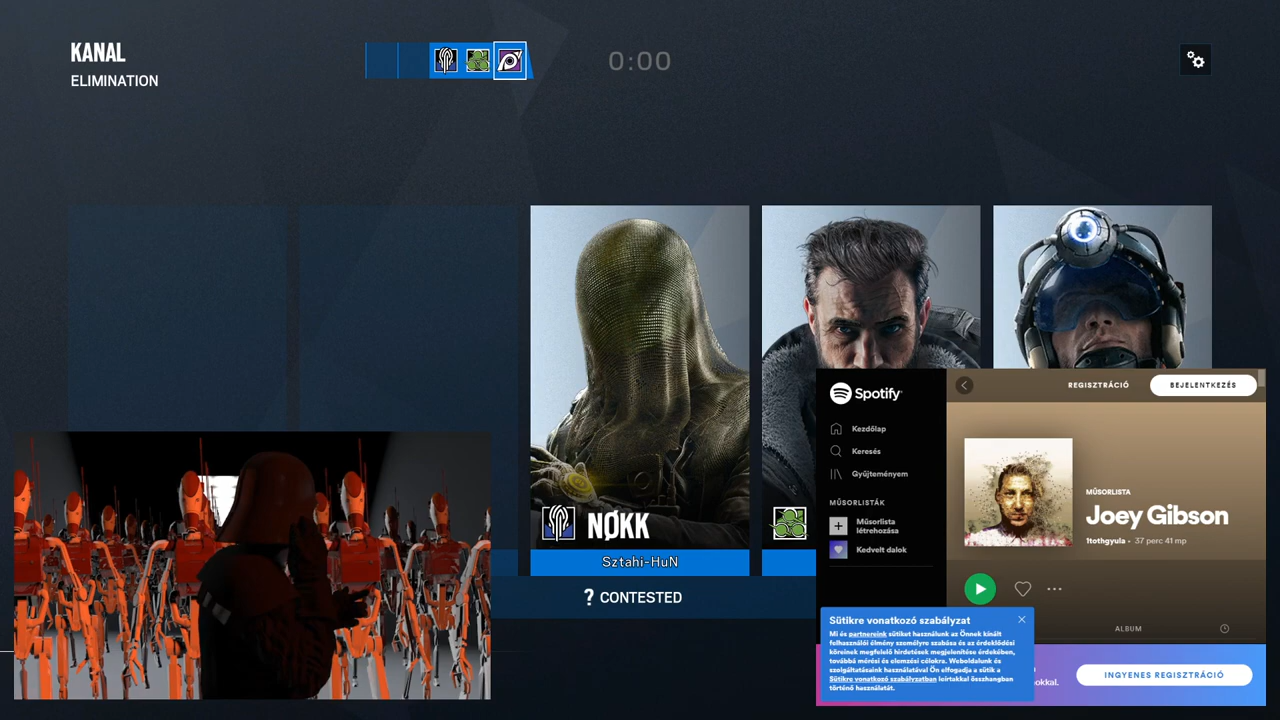 KANAL
ELIMINATION
0:00
NØKK
Sztahi-HuN
? CONTESTED
Spotify
Kezdőlap
Keresés
Gyűjteményem
MŰSORLISTÁK
Műsorlista
létrehozása
Kedvelt dalok
REGISZTRÁCIÓ
BEJELENTKEZÉS
MŰSORLISTA
Joey Gibson
1tothgyula • 37 perc 41 mp
ALBUM
Sütikre vonatkozó szabályzat
Mi és partnereink sütiket használunk az Önnek kínált
felhasználói élmény személyre szabása és az érdeklődési
köreinek megfelelő hirdetések megjelenítése érdekében,
továbbá mérési és elemzési célokra. Weboldalunk és
szolgáltatásaink használatával Ön elfogadja a sütik a
Sütikre vonatkozó szabályzatban leírtakkal összhangban
történő használatát.
okkal.
INGYENES REGISZTRÁCIÓ